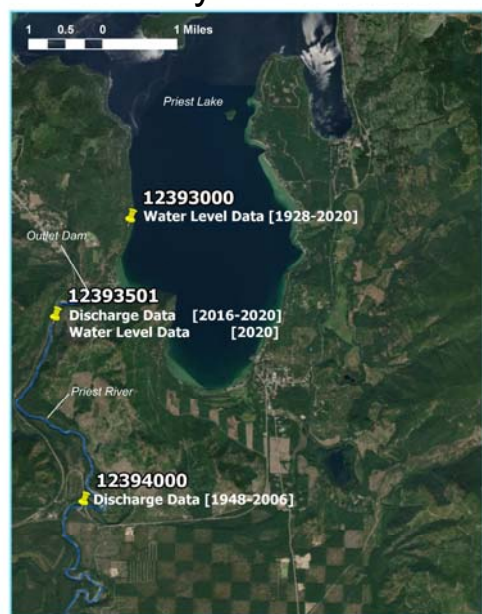 y
1 0.5 0 1 Miles
Priest Lake
12393000
Water Level Data [1928-2020]
Outlet Dam
12393501
Discharge Data [2016-2020]
Water Level Data [2020]
Priest River
12394000
Discharge Data [1948-2006]